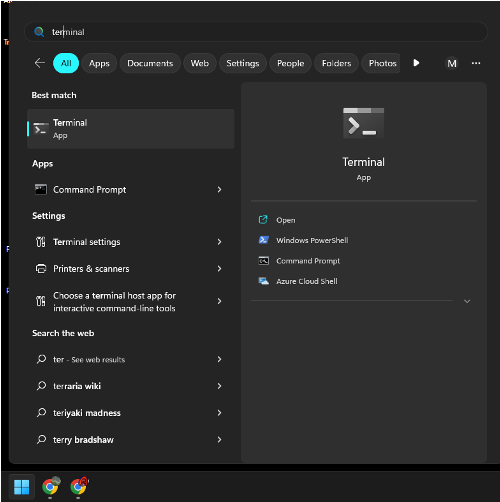 terminal
All
Apps
Documents
Web
Settings
People
Folders
Photos
M
Best match
Terminal
App
Apps
Command Prompt
Settings
Terminal settings
Printers & scanners
Choose a terminal host app for
interactive command-line tools
Search the web
ter - See web results
terraria wiki
teriyaki madness
terry bradshaw
Terminal
App
Open
Windows PowerShell
Command Prompt
Azure Cloud Shell